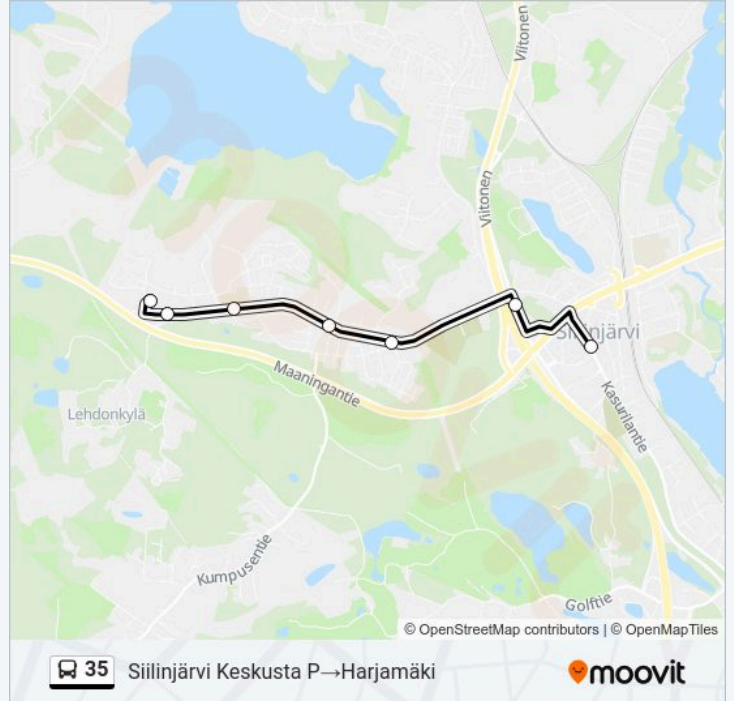 Viitonen
Viitonen
Siilinjärvi
Maaningantie
Kasurilantie
Lehdonkylä
Kumpusentie
Golftie
© OpenStreetMap contributors | © OpenMapTiles
35 Siilinjärvi Keskusta P→Harjamäki
moovit